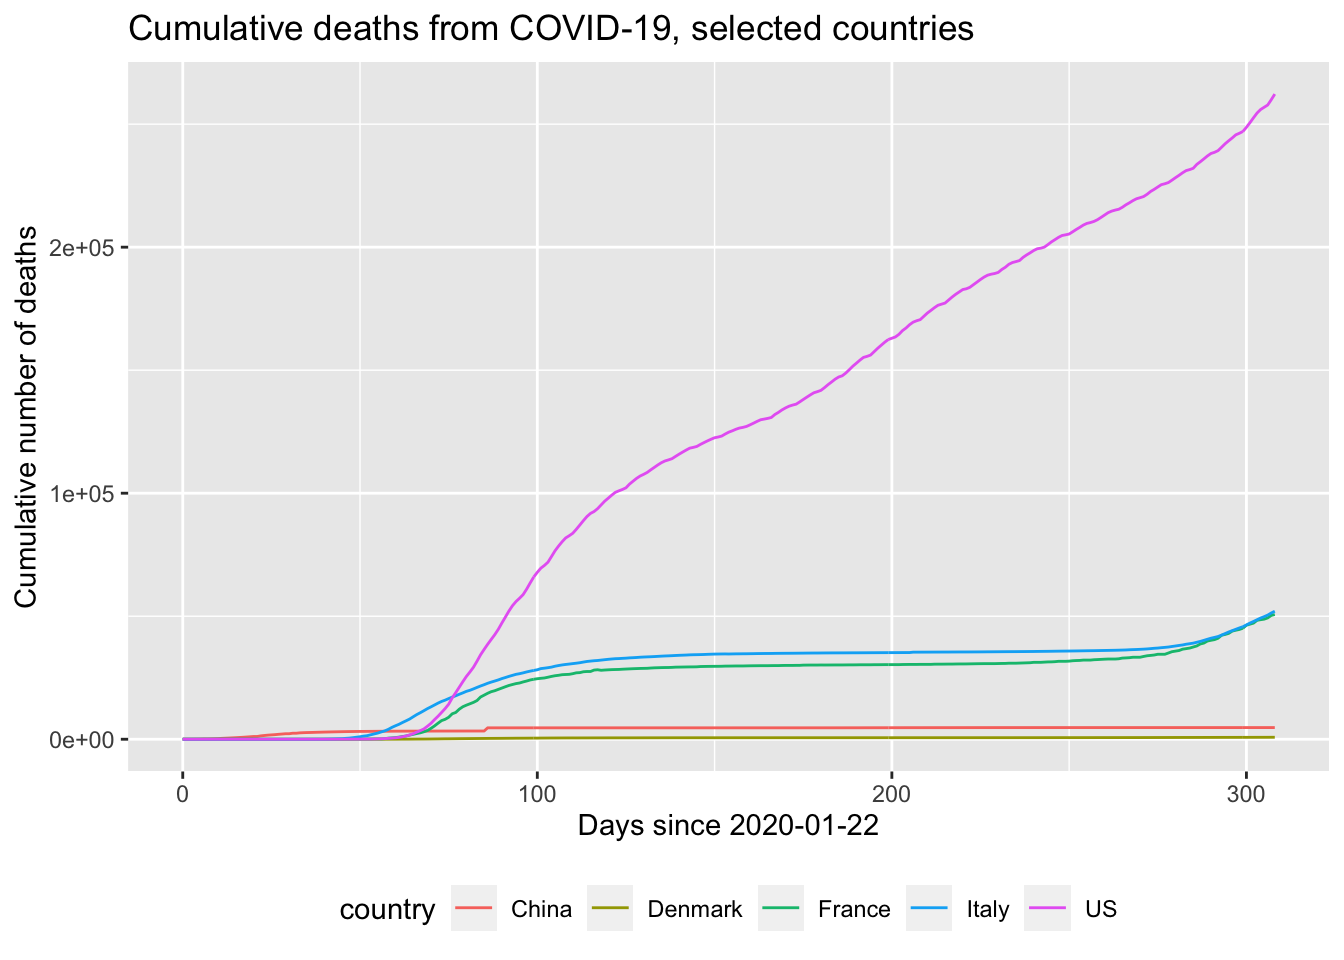 Cumulative deaths from COVID-19, selected countries
Cumulative number of deaths
2e+05
1e+05
0e+00
0 100 200 300
Days since 2020-01-22
country China Denmark France Italy US